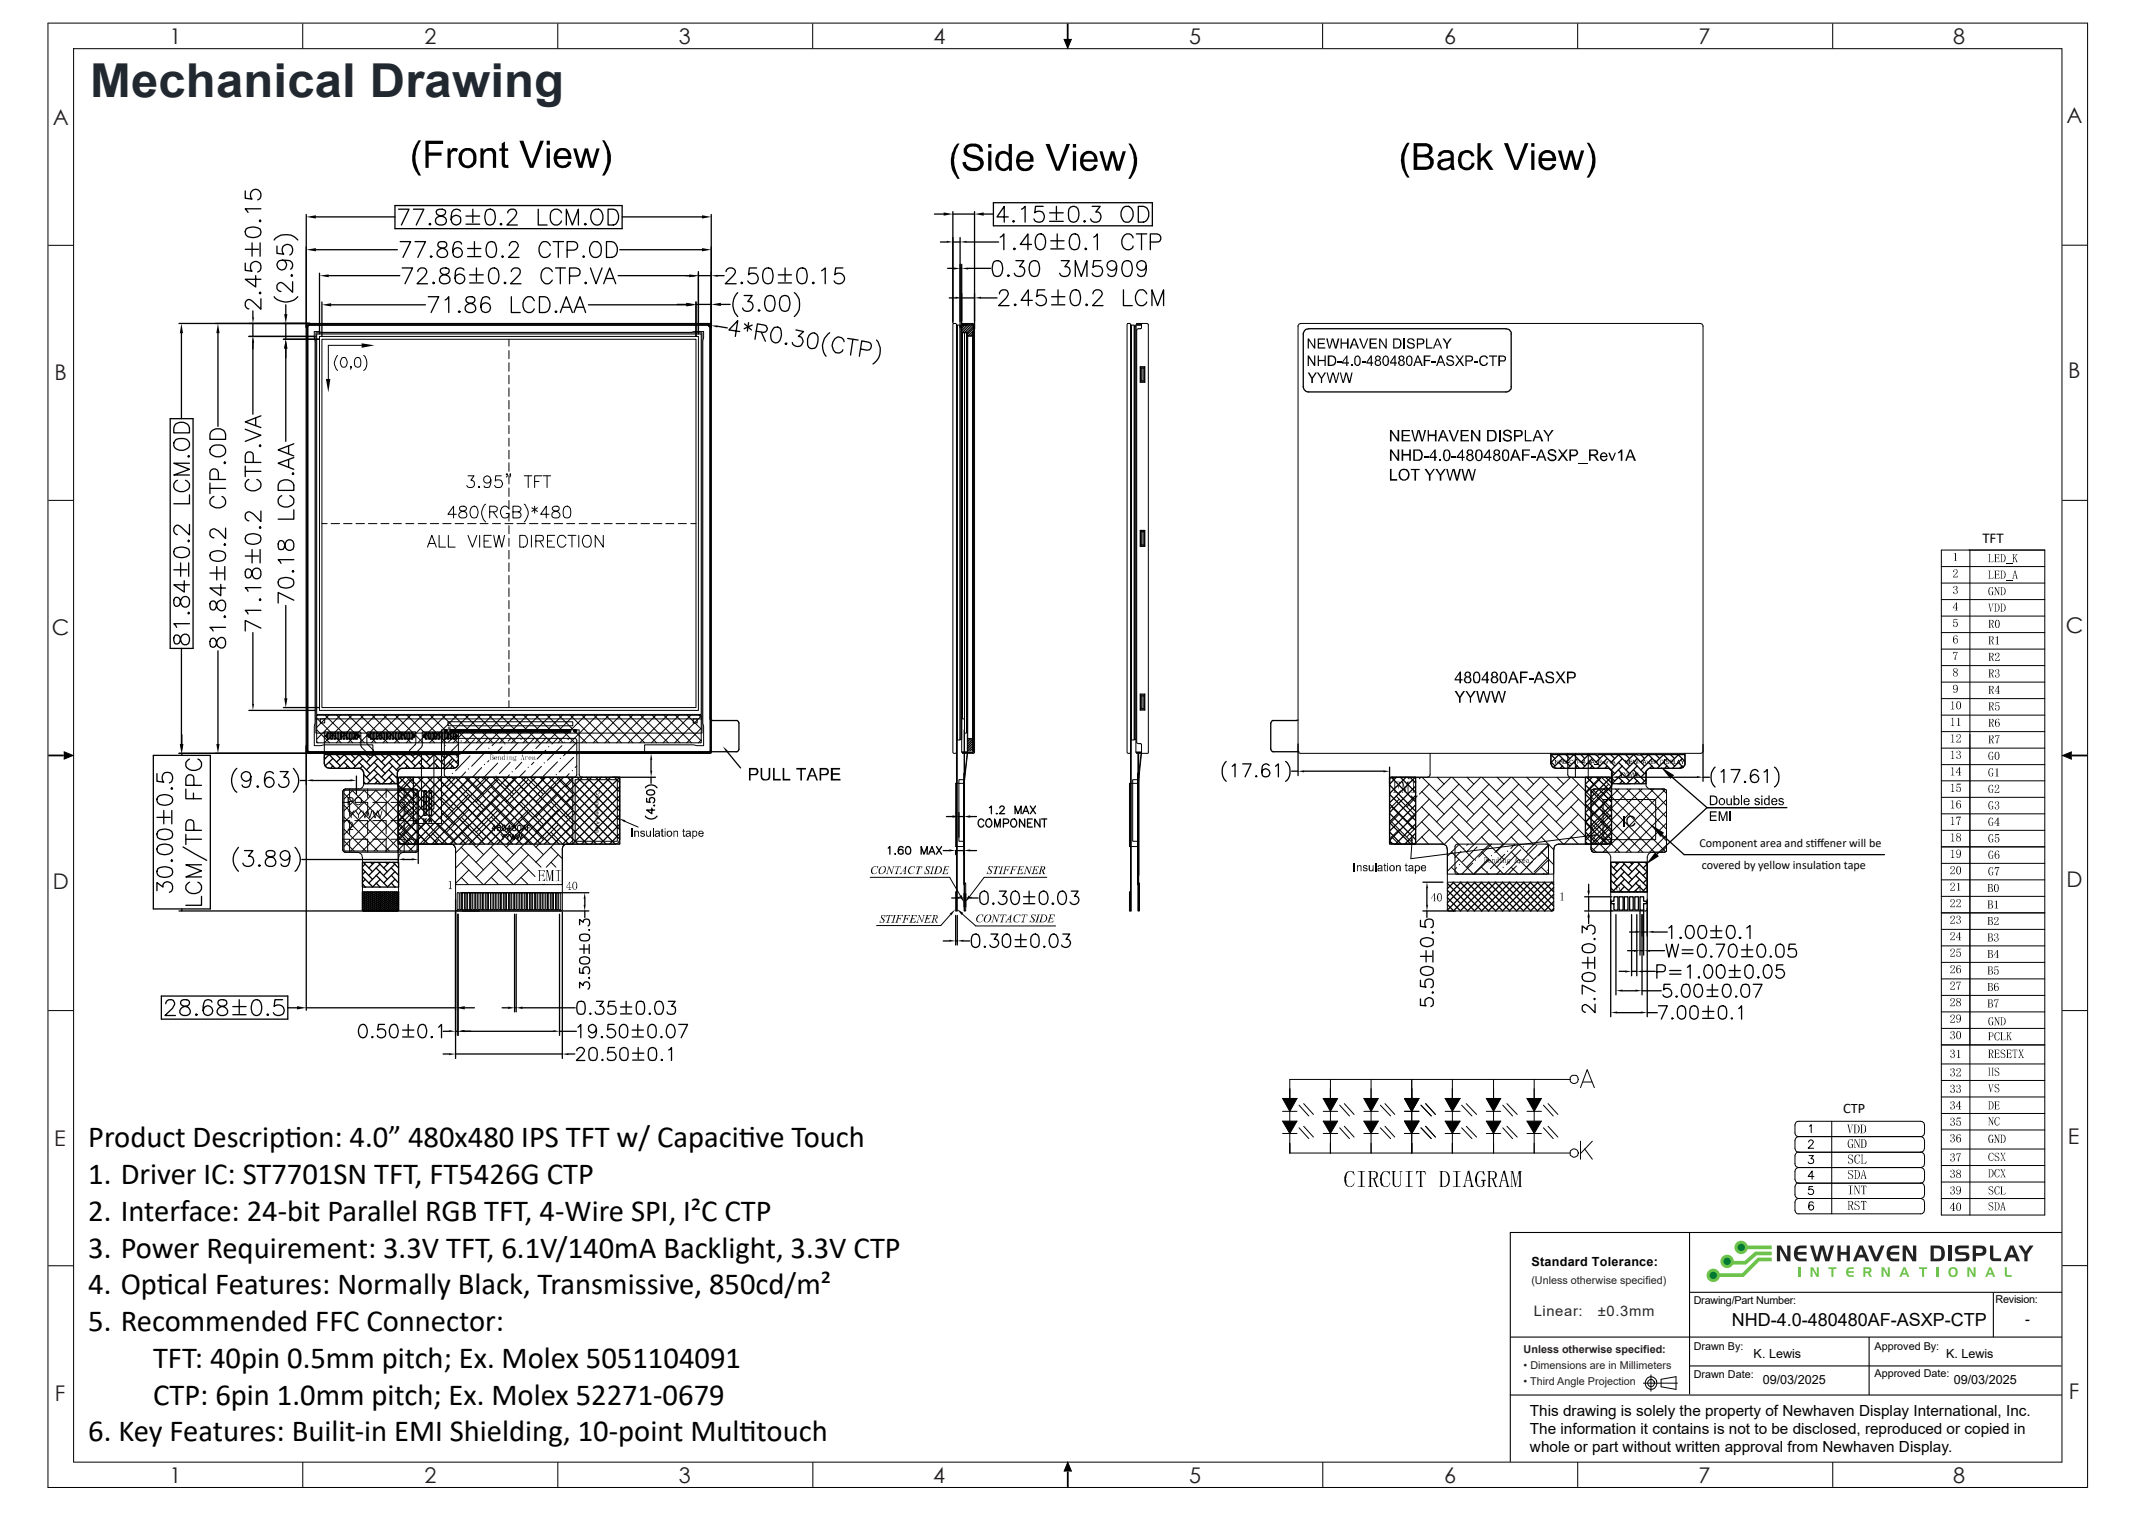 1 2 3 4 5 6 7 8
Mechanical Drawing
A A
B B
C C
D D
E E
F F
(Front View)
77.86±0.2 LCM.OD
77.86±0.2 CTP.OD
72.86±0.2 CTP.VA
71.86 LCD.AA
2.50±0.15
(3.00)
4*R0.30(CTP)
2.45±0.15
(2.95)
81.84±0.2 LCM.OD
81.84±0.2 CTP.OD
71.18±0.2 CTP.VA
70.18 LCD.AA
(0,0)
3.95" TFT
480(RGB)*480
ALL VIEW DIRECTION
30.00±0.5
LCM/TP FPC
(9.63)
(3.89)
Bending Area
YYWW
(4.50)
PULL TAPE
Insulation tape
EMI
1 40
3.50±0.3
28.68±0.5
0.35±0.03
0.50±0.1
19.50±0.07
20.50±0.1
(Side View)
4.15±0.3 OD
1.40±0.1 CTP
0.30 3M5909
2.45±0.2 LCM
1.2 MAX
COMPONENT
1.60 MAX
CONTACT SIDE STIFFENER
0.30±0.03
STIFFENER CONTACT SIDE
0.30±0.03
(Back View)
NEWHAVEN DISPLAY
NHD-4.0-480480AF-ASXP-CTP
YYWW
NEWHAVEN DISPLAY
NHD-4.0-480480AF-ASXP_Rev1A
LOT YYWW
480480AF-ASXP
YYWW
(17.61) (17.61)
Double sides
EMI
IC
Component area and stiffener will be
covered by yellow insulation tape
Insulation tape
Bending Area
40 1
5.50±0.5
2.70±0.3
1.00±0.1
W=0.70±0.05
P=1.00±0.05
5.00±0.07
7.00±0.1
A
K
CIRCUIT DIAGRAM
TFT
1 LED_K
2 LED_A
3 GND
4 VDD
5 R0
6 R1
7 R2
8 R3
9 R4
10 R5
11 R6
12 R7
13 G0
14 G1
15 G2
16 G3
17 G4
18 G5
19 G6
20 G7
21 B0
22 B1
23 B2
24 B3
25 B4
26 B5
27 B6
28 B7
29 GND
30 PCLK
31 RESETX
32 HS
33 VS
34 DE
35 NC
36 GND
37 CSX
38 DCX
39 SCL
40 SDA
CTP
1 VDD
2 GND
3 SCL
4 SDA
5 INT
6 RST
Product Description: 4.0” 480x480 IPS TFT w/ Capacitive Touch
1. Driver IC: ST7701SN TFT, FT5426G CTP
2. Interface: 24-bit Parallel RGB TFT, 4-Wire SPI, I²C CTP
3. Power Requirement: 3.3V TFT, 6.1V/140mA Backlight, 3.3V CTP
4. Optical Features: Normally Black, Transmissive, 850cd/m²
5. Recommended FFC Connector:
TFT: 40pin 0.5mm pitch; Ex. Molex 5051104091
CTP: 6pin 1.0mm pitch; Ex. Molex 52271-0679
6. Key Features: Builit-in EMI Shielding, 10-point Multitouch
Standard Tolerance:
(Unless otherwise specified)
Linear: ±0.3mm
NEWHAVEN DISPLAY
INTERNATIONAL
Drawing/Part Number:
NHD-4.0-480480AF-ASXP-CTP
Revision:
-
Unless otherwise specified:
• Dimensions are in Millimeters
• Third Angle Projection
Drawn By: K. Lewis
Approved By: K. Lewis
Drawn Date: 09/03/2025
Approved Date: 09/03/2025
This drawing is solely the property of Newhaven Display International, Inc.
The information it contains is not to be disclosed, reproduced or copied in
whole or part without written approval from Newhaven Display.
1 2 3 4 5 6 7 8